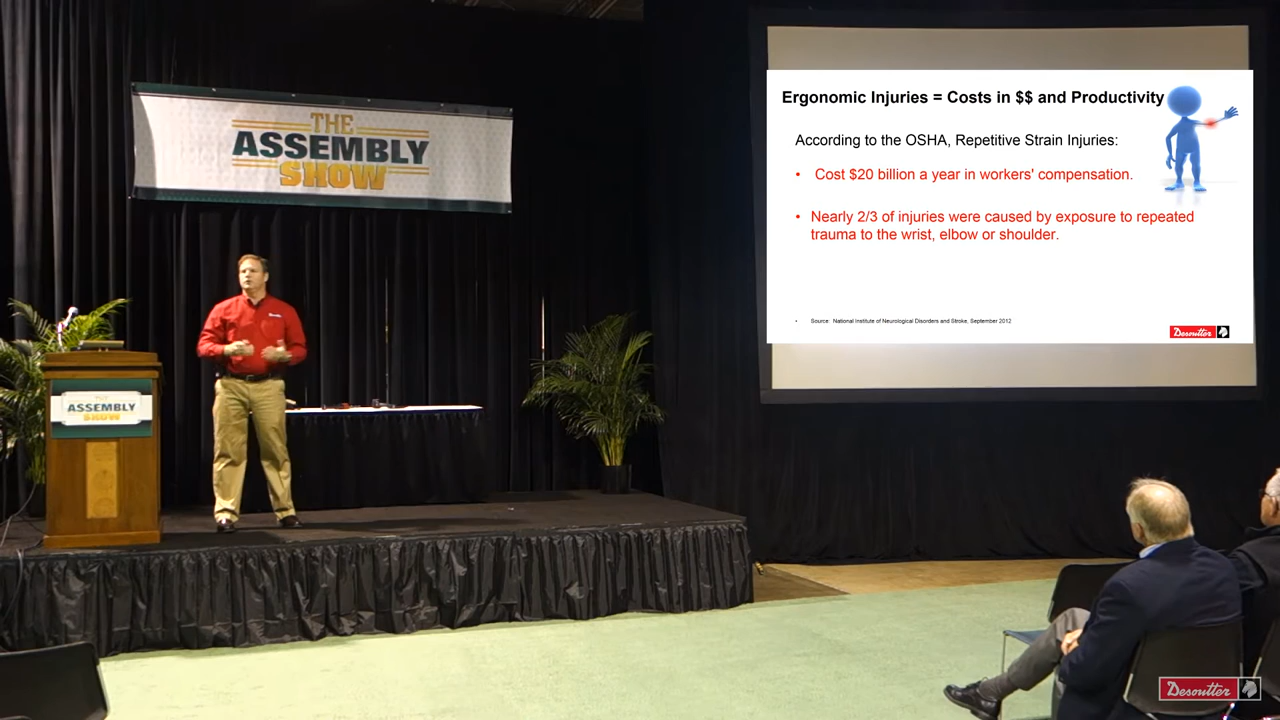 THE
ASSEMBLY
SHOW
THE
ASSEMBLY
SHOW
Ergonomic Injuries = Costs in $$ and Productivity
According to the OSHA, Repetitive Strain Injuries:
• Cost $20 billion a year in workers' compensation.
• Nearly 2/3 of injuries were caused by exposure to repeated
trauma to the wrist, elbow or shoulder.
• Source: National Institute of Neurological Disorders and Stroke, September 2012
Desoutter
Desoutter